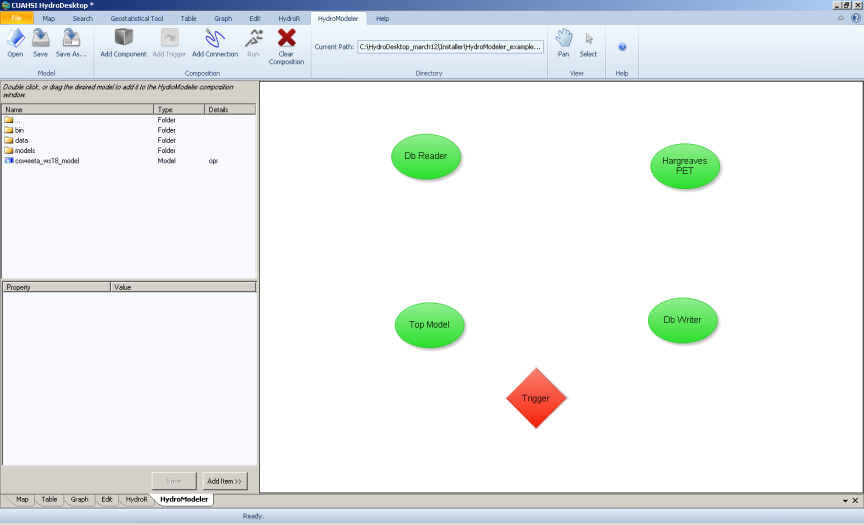 CUAHSI HydroDesktop *
File Map Search Geostatistical Tool Table Graph Edit HydroR HydroModeler Help
Open Save Save As... Add Component Add Trigger Add Connection Run Clear Composition Current Path: C:\HydroDesktop_march12\Installer\HydroModeler_example... Pan Select
Model Composition Directory View Help
Double click, or drag the desired model to add it to the HydroModeler composition
window.
Name Type Details
... Folder
bin Folder
data Folder
models Folder
coweeta_ws18_model Model opr
Property Value
Db Reader
Hargreaves
PET
Top Model
Db Writer
Trigger
Save Add Item >>
Map Table Graph Edit HydroR HydroModeler
Ready.